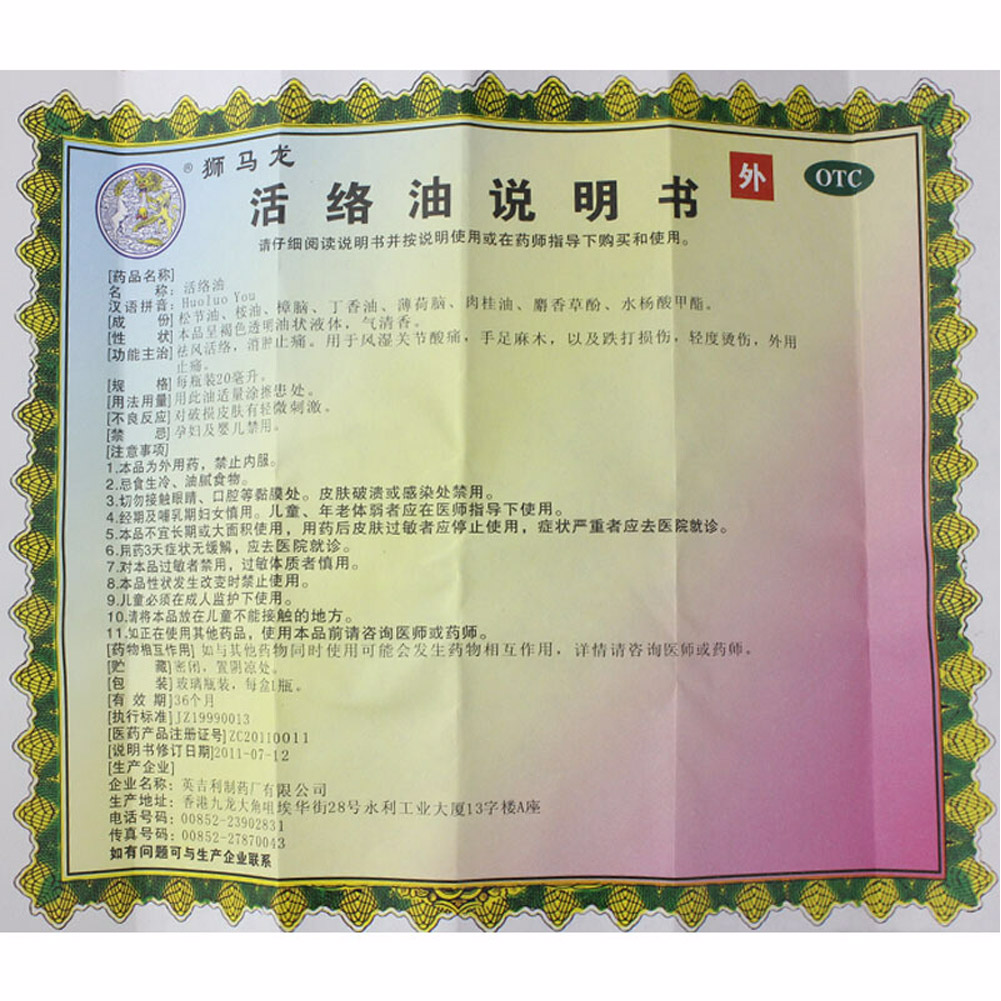 ® 狮马龙
活络油说明书
外
OTC
请仔细阅读说明书并按说明使用或在药师指导下购买和使用。
[药品名称]
名 称：活络油
汉语拼音：Huoluo You
[成 份] 松节油、桉油、樟脑、丁香油、薄荷脑、肉桂油、麝香草酚、水杨酸甲酯。
[性 状] 本品呈褐色透明油状液体，气清香。
[功能主治] 祛风活络，消肿止痛。用于风湿关节酸痛，手足麻木，以及跌打损伤，轻度烫伤，外用
止痛。
[规 格] 每瓶装20毫升。
[用法用量] 用此油适量涂擦患处。
[不良反应] 对破损皮肤有轻微刺激。
[禁 忌] 孕妇及婴儿禁用。
[注意事项]
1.本品为外用药，禁止内服。
2.忌食生冷、油腻食物。
3.切勿接触眼睛、口腔等黏膜处。皮肤破溃或感染处禁用。
4.经期及哺乳期妇女慎用。儿童、年老体弱者应在医师指导下使用。
5.本品不宜长期或大面积使用，用药后皮肤过敏者应停止使用，症状严重者应去医院就诊。
6.用药3天症状无缓解，应去医院就诊。
7.对本品过敏者禁用，过敏体质者慎用。
8.本品性状发生改变时禁止使用。
9.儿童必须在成人监护下使用。
10.请将本品放在儿童不能接触的地方。
11.如正在使用其他药品，使用本品前请咨询医师或药师。
[药物相互作用] 如与其他药物同时使用可能会发生药物相互作用，详情请咨询医师或药师。
[贮 藏] 密闭，置阴凉处。
[包 装] 玻璃瓶装，每盒1瓶。
[有 效 期] 36个月
[执行标准] JZ19990013
[医药产品注册证号] ZC20110011
[说明书修订日期] 2011-07-12
[生产企业]
企业名称：英吉利制药厂有限公司
生产地址：香港九龙大角咀埃华街28号永利工业大厦13字楼A座
电话号码：00852-23902831
传真号码：00852-27870043
如有问题可与生产企业联系